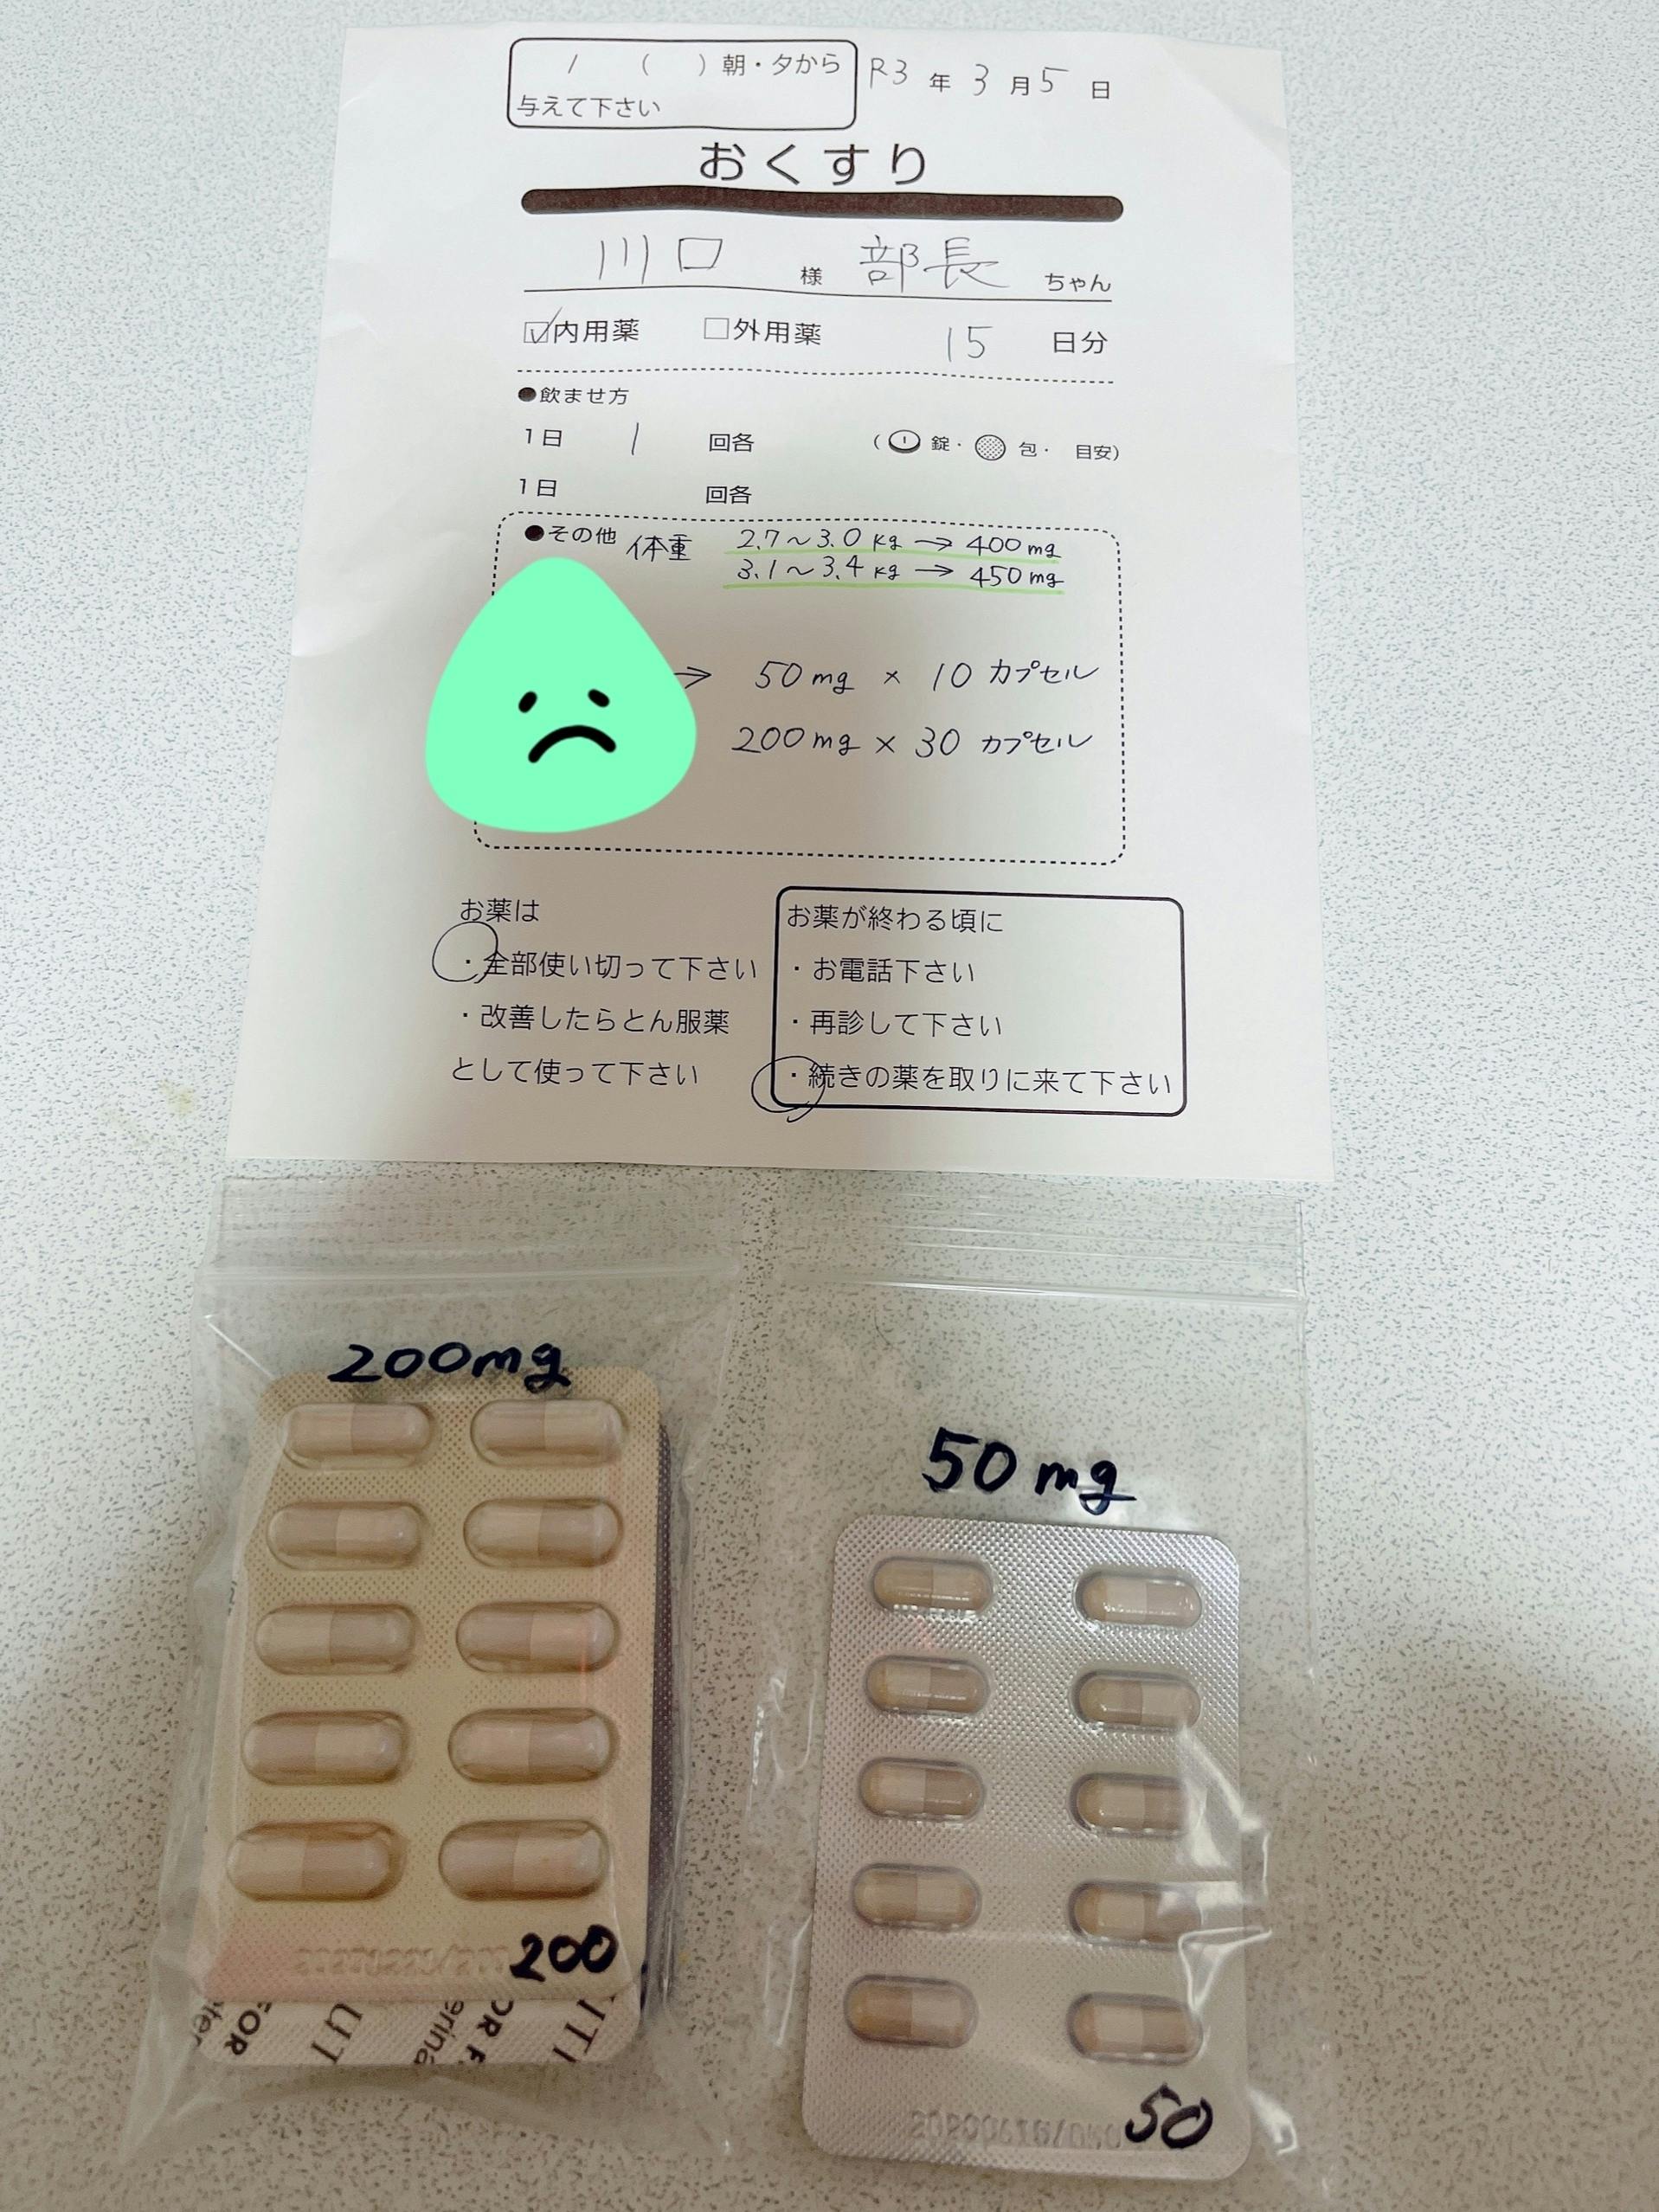 / ( ) 朝・夕から
与えて下さい
R3 年 3 月 5 日
おくすり
川口 様 部長 ちゃん
☑内用薬 □外用薬 15 日分
●飲ませ方
1日 1 回各 ( 錠・ 包・ 目安)
1日 回各
●その他 体重 2.7～3.0kg → 400mg
3.1～3.4kg → 450mg
→ 50mg × 10 カプセル
200mg × 30 カプセル
お薬は
・全部使い切って下さい
・改善したらとん服薬
として使って下さい
お薬が終わる頃に
・お電話下さい
・再診して下さい
・続きの薬を取りに来て下さい
200mg
200
FOR
UT
OR F
ITI
50mg
50